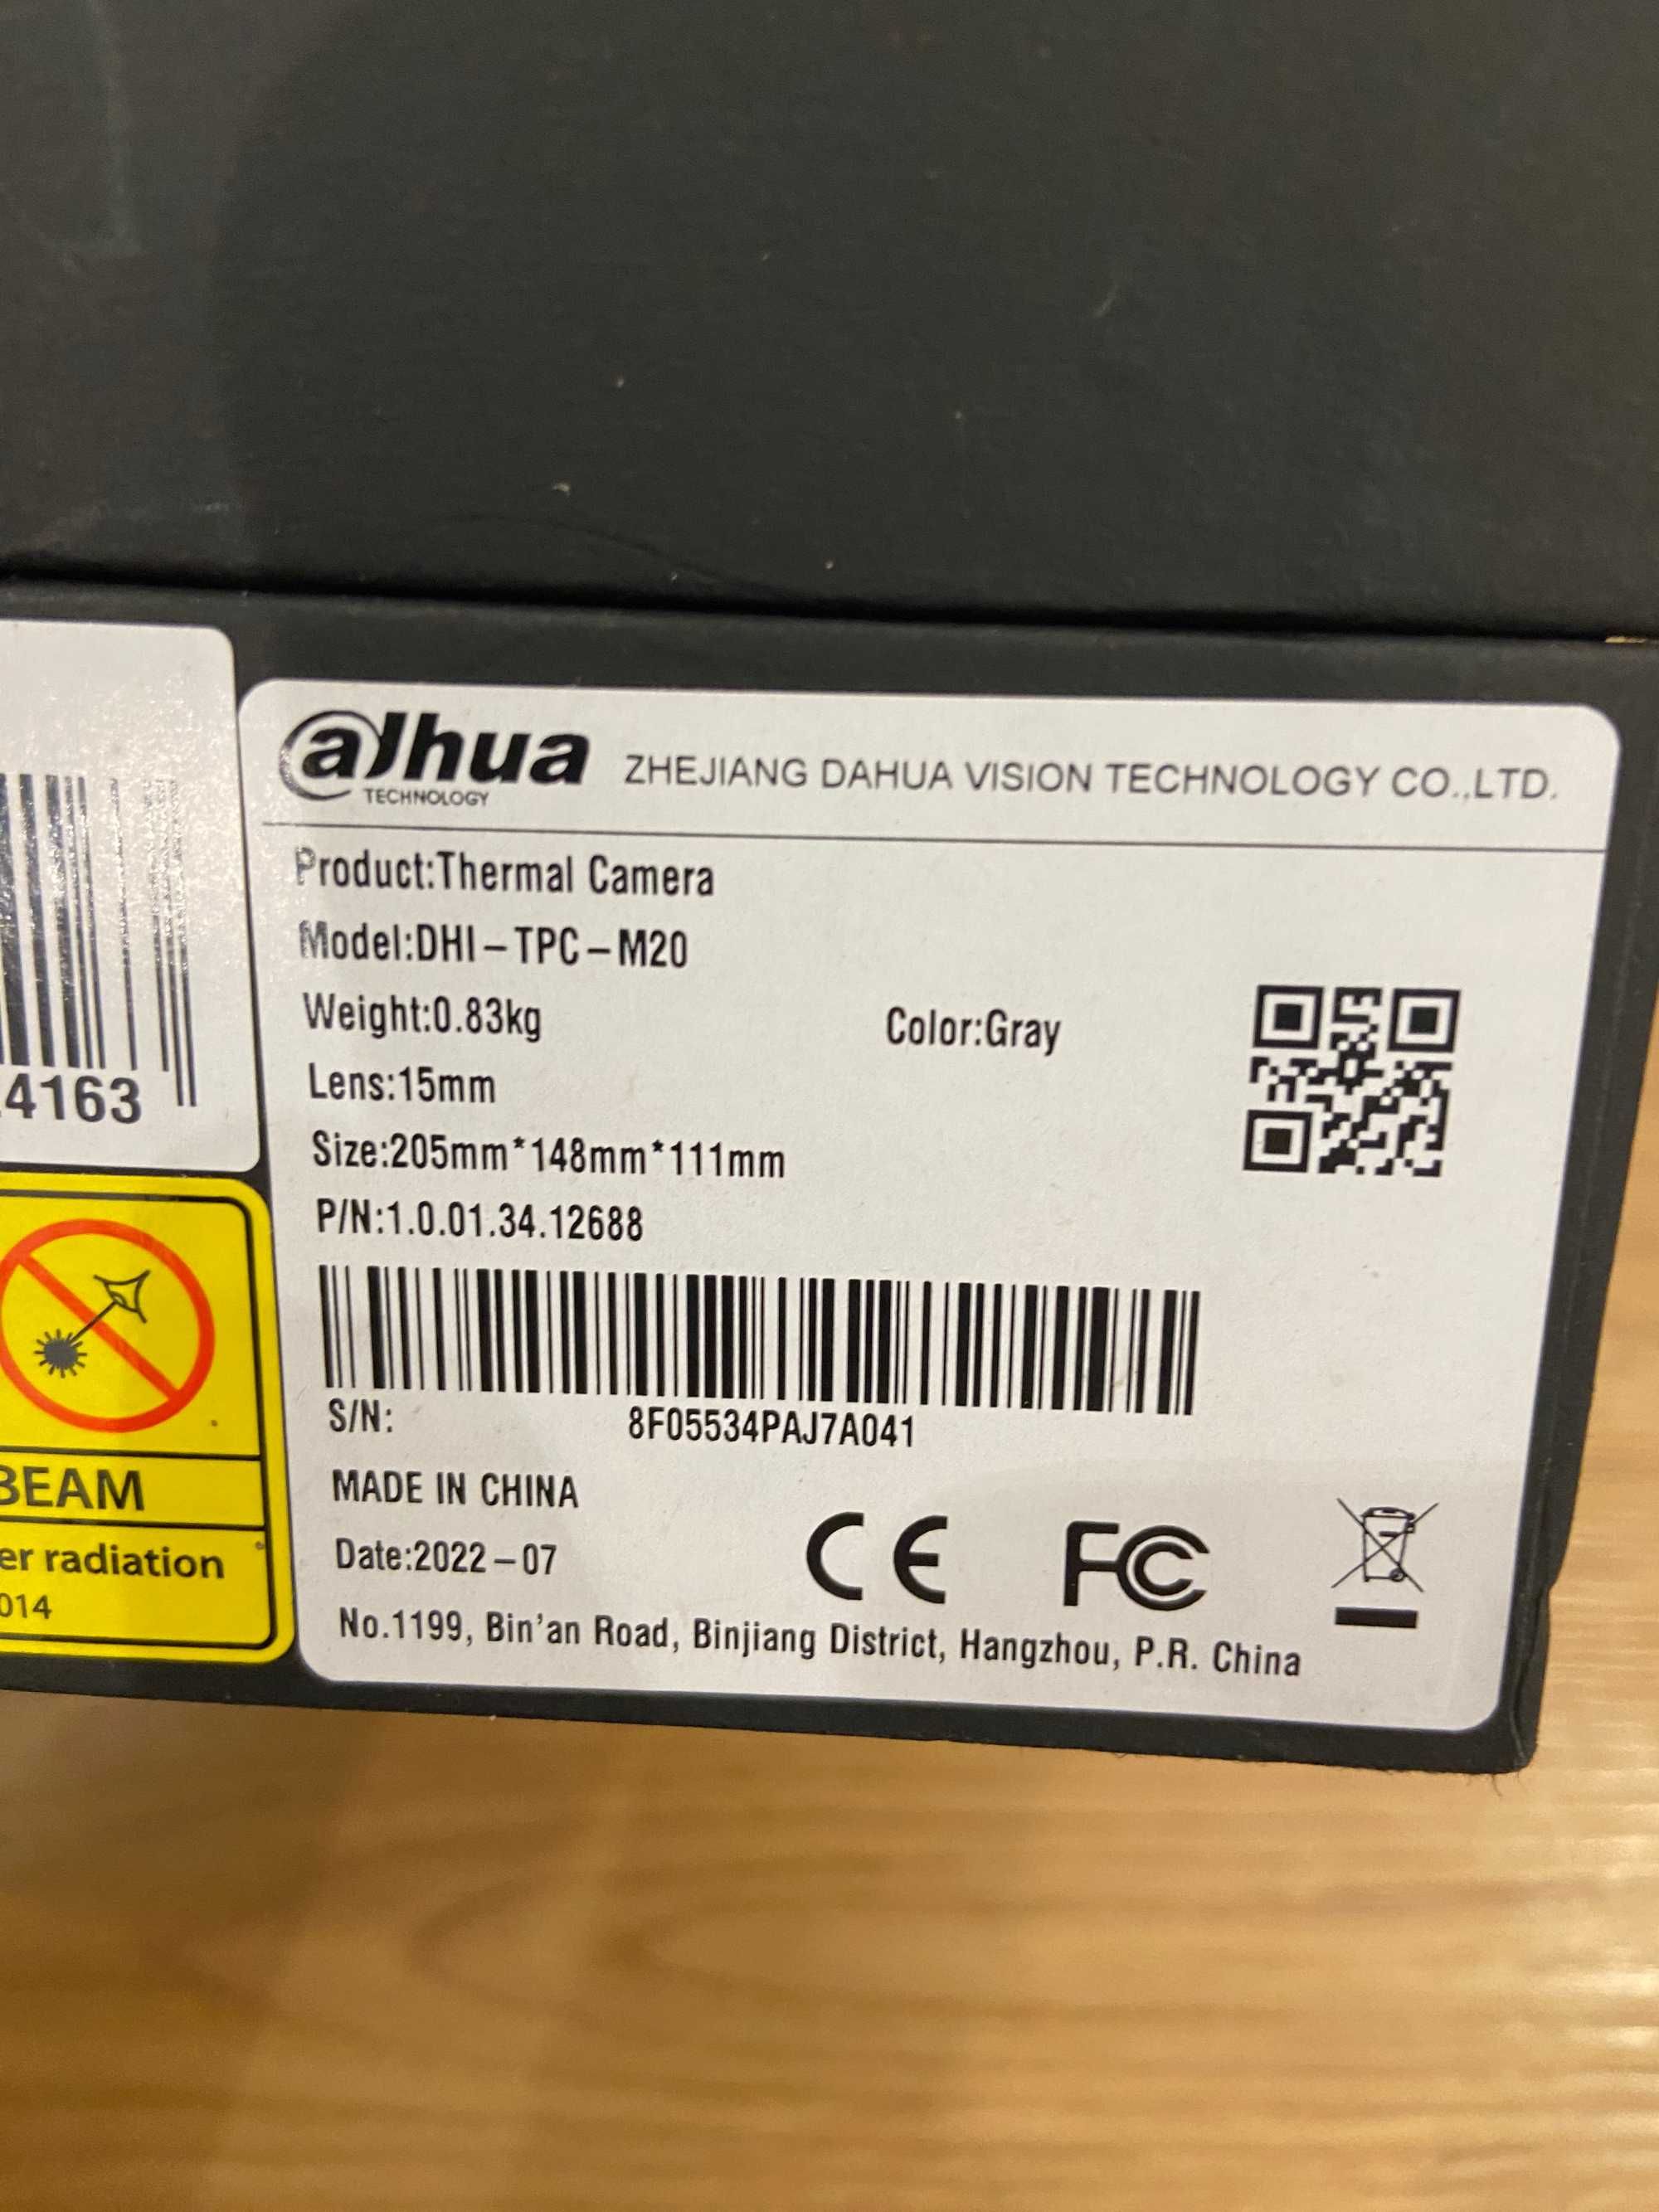 alhua
TECHNOLOGY
ZHEJIANG DAHUA VISION TECHNOLOGY CO.,LTD.
Product:Thermal Camera
Model:DHI-TPC-M20
Weight:0.83kg
Color:Gray
Lens:15mm
Size:205mm*148mm*111mm
P/N:1.0.01.34.12688
S/N:
8F05534PAJ7A041
MADE IN CHINA
Date:2022-07
CE FC
No.1199, Bin'an Road, Binjiang District, Hangzhou, P.R. China
4163
BEAM
er radiation
014